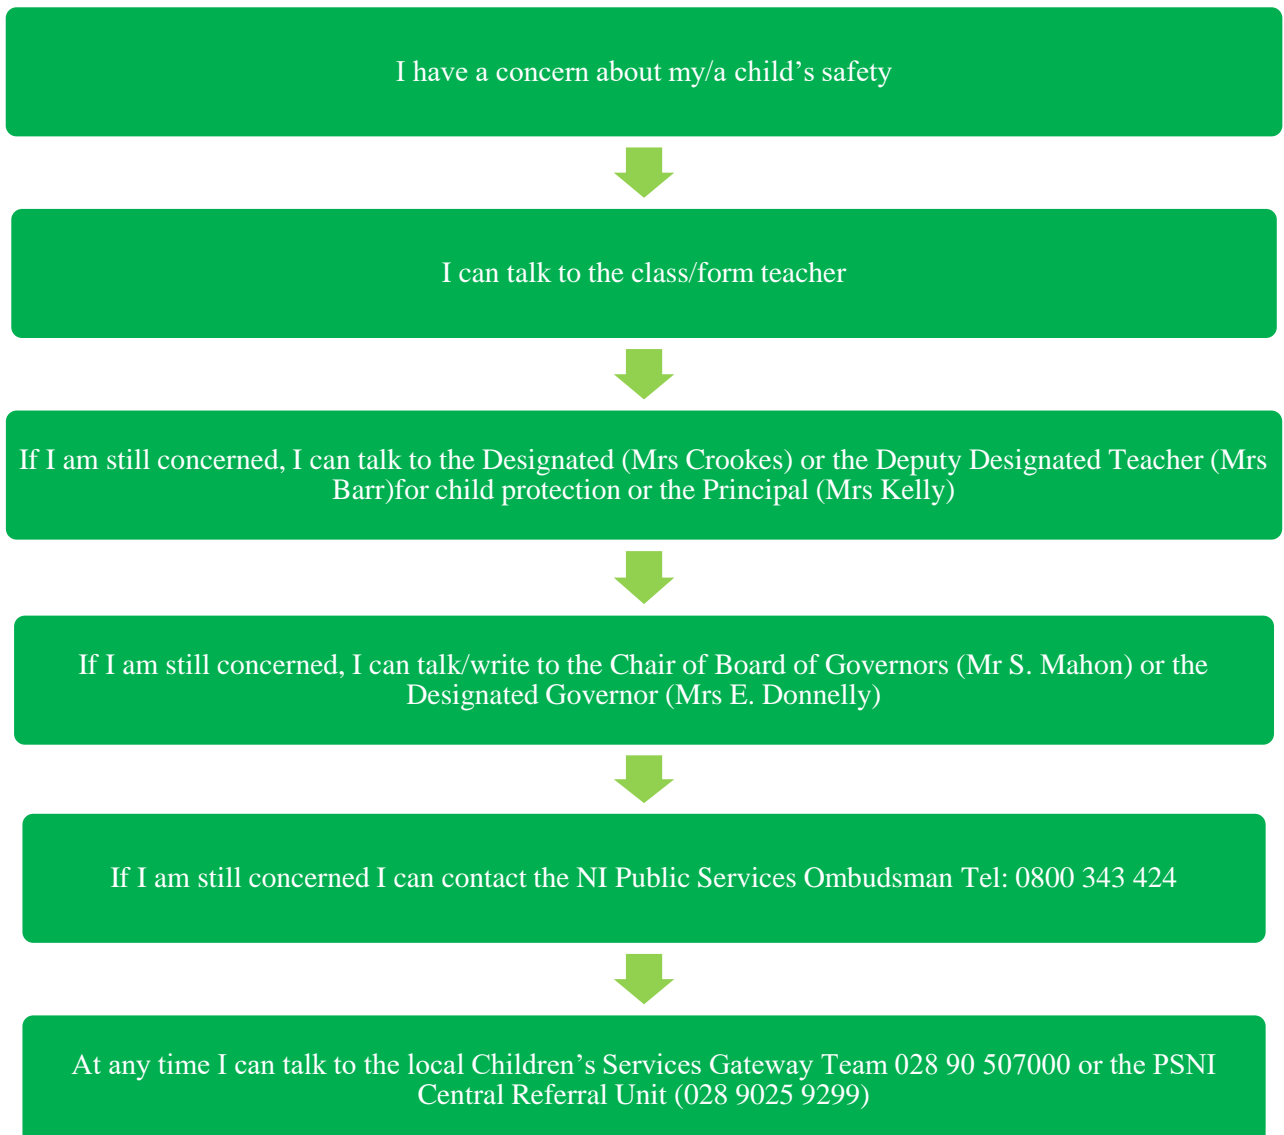 I have a concern about my/a child’s safety
I can talk to the class/form teacher
If I am still concerned, I can talk to the Designated (Mrs Crookes) or the Deputy Designated Teacher (Mrs
Barr)for child protection or the Principal (Mrs Kelly)
If I am still concerned, I can talk/write to the Chair of Board of Governors (Mr S. Mahon) or the
Designated Governor (Mrs E. Donnelly)
If I am still concerned I can contact the NI Public Services Ombudsman Tel: 0800 343 424
At any time I can talk to the local Children’s Services Gateway Team 028 90 507000 or the PSNI
Central Referral Unit (028 9025 9299)